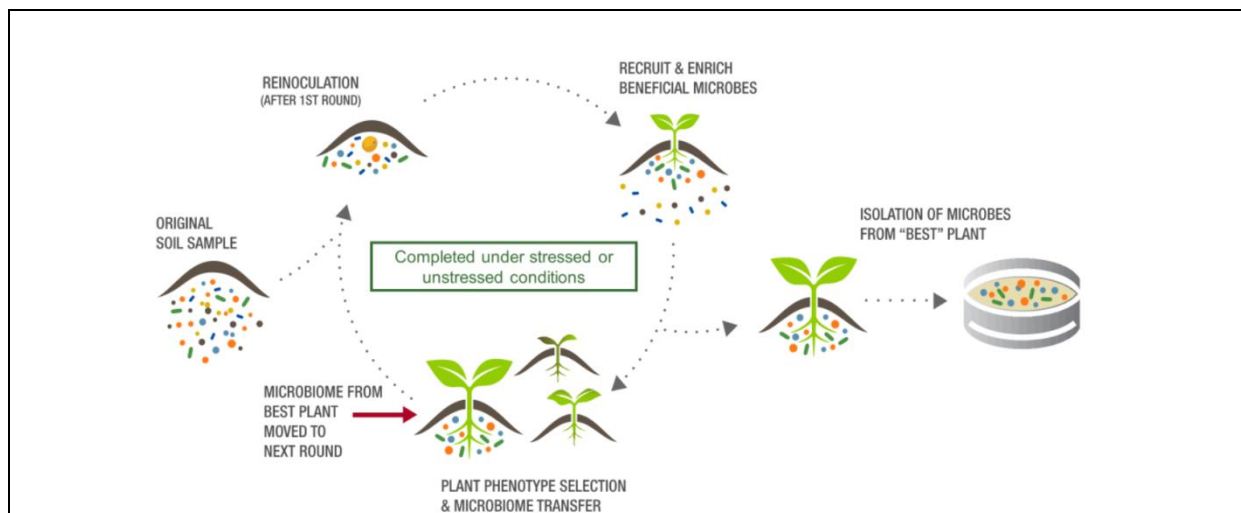 REINOCULATION
(AFTER 1ST ROUND)
RECRUIT & ENRICH
BENEFICIAL MICROBES
ORIGINAL
SOIL SAMPLE
Completed under stressed or
unstressed conditions
ISOLATION OF MICROBES
FROM “BEST” PLANT
MICROBIOME FROM
BEST PLANT
MOVED TO
NEXT ROUND
PLANT PHENOTYPE SELECTION
& MICROBIOME TRANSFER